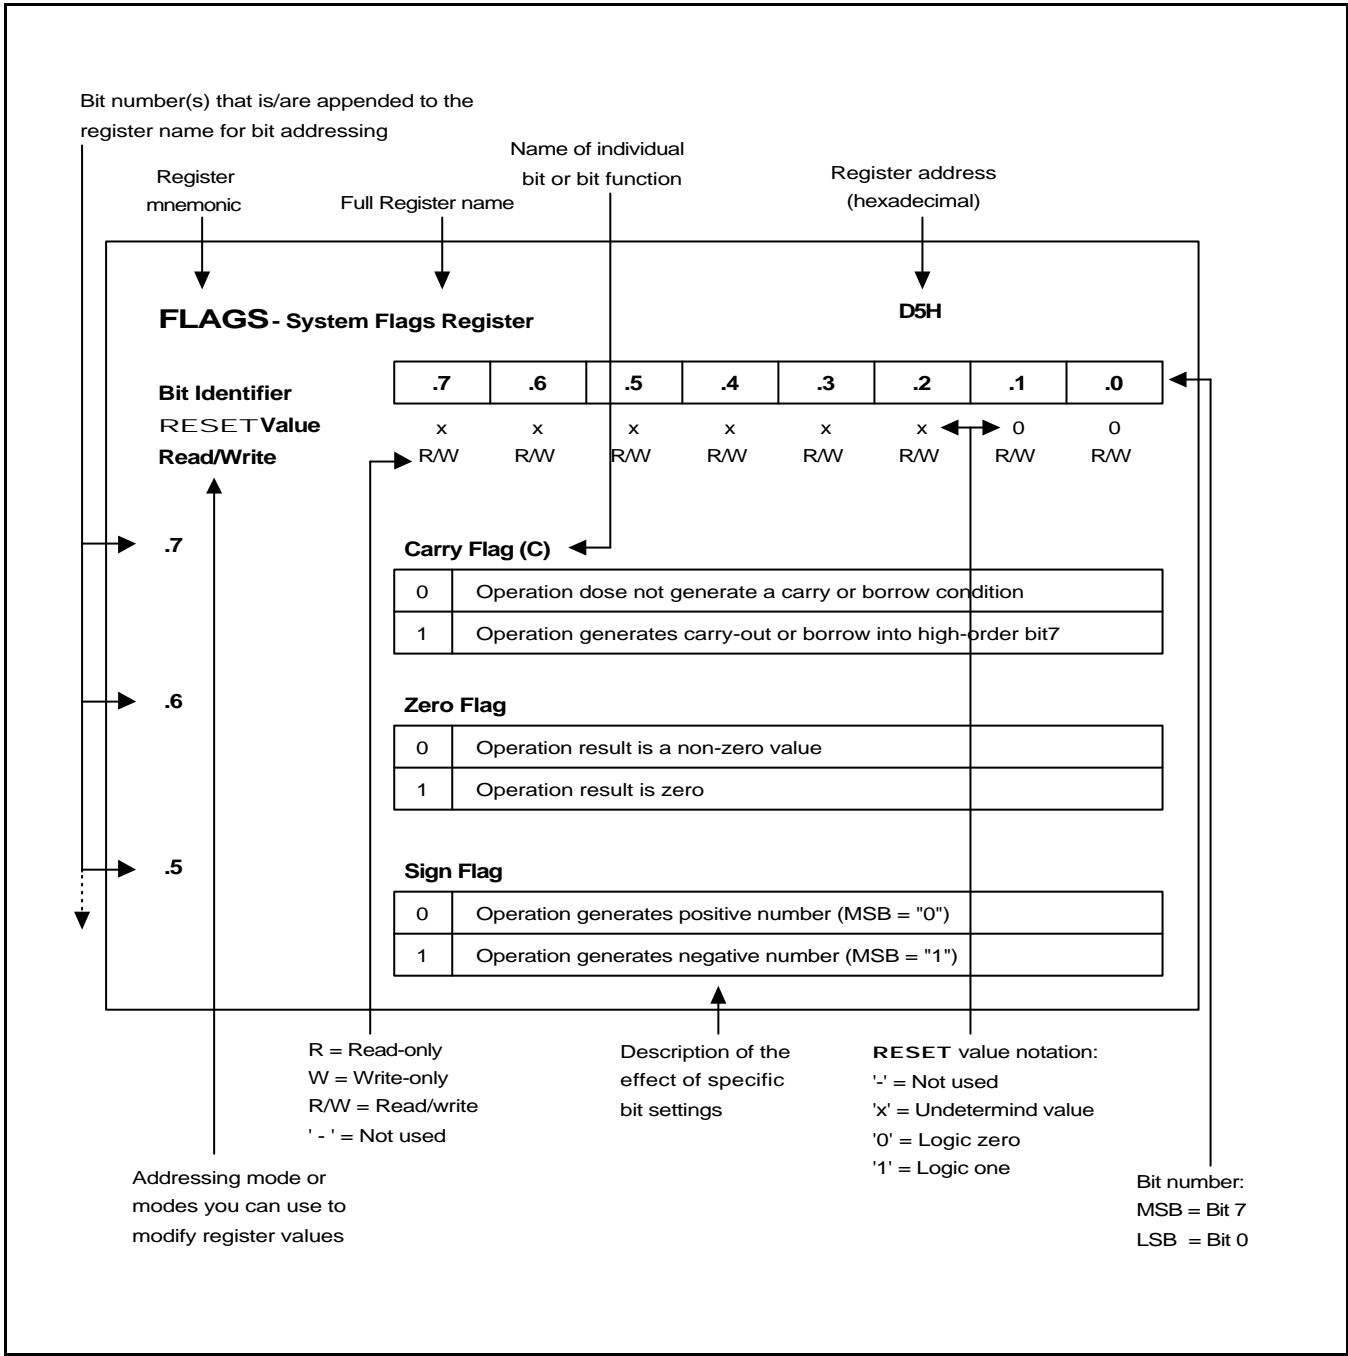 Bit number(s) that is/are appended to the
register name for bit addressing
Name of individual
bit or bit function
Register
mnemonic
Full Register name
Register address
(hexadecimal)
FLAGS - System Flags Register
D5H
Bit Identifier
.7 .6 .5 .4 .3 .2 .1 .0
RESET Value
x x x x x x 0 0
Read/Write
R/W R/W R/W R/W R/W R/W R/W R/W
.7
Carry Flag (C)
0 Operation dose not generate a carry or borrow condition
1 Operation generates carry-out or borrow into high-order bit7
.6
Zero Flag
0 Operation result is a non-zero value
1 Operation result is zero
.5
Sign Flag
0 Operation generates positive number (MSB = "0")
1 Operation generates negative number (MSB = "1")
R = Read-only
W = Write-only
R/W = Read/write
' - ' = Not used
Description of the
effect of specific
bit settings
RESET value notation:
'-' = Not used
'x' = Undetermind value
'0' = Logic zero
'1' = Logic one
Addressing mode or
modes you can use to
modify register values
Bit number:
MSB = Bit 7
LSB = Bit 0